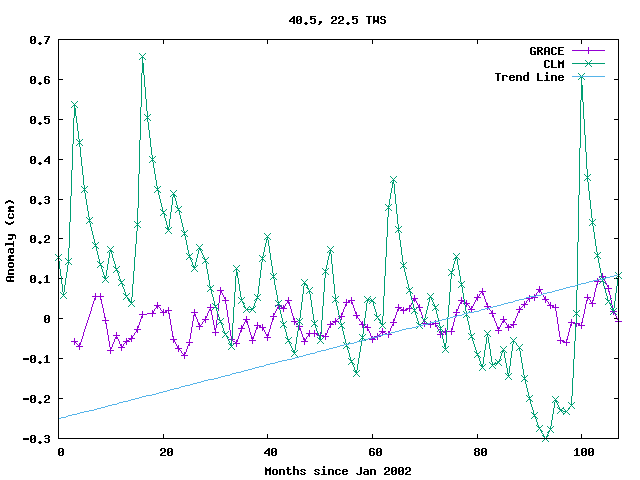 40.5, 22.5 TWS
GRACE
CLM
Trend Line
0.7
0.6
0.5
0.4
0.3
0.2
0.1
0
-0.1
-0.2
-0.3
Anomaly (cm)
0 20 40 60 80 100
Months since Jan 2002